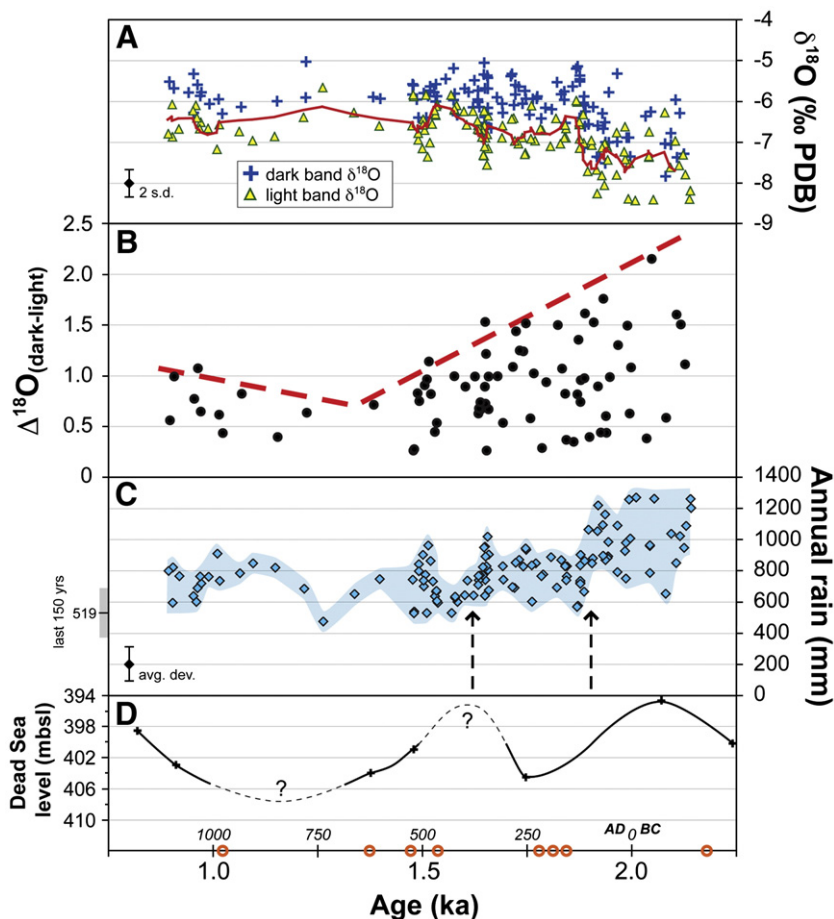 A
-4
-5
-6
-7
-8
-9
δ18O (‰ PDB)
2 s.d.
dark band δ18O
light band δ18O
B
2.5
2.0
1.5
1.0
0.5
0
Δ18O(dark-light)
C
1400
1200
1000
800
600
400
200
0
Annual rain (mm)
last 150 yrs
519
avg. dev.
D
394
398
402
406
410
Dead Sea
level (mbsl)
?
?
1000 750 500 250 AD 0 BC
1.0 1.5 2.0
Age (ka)